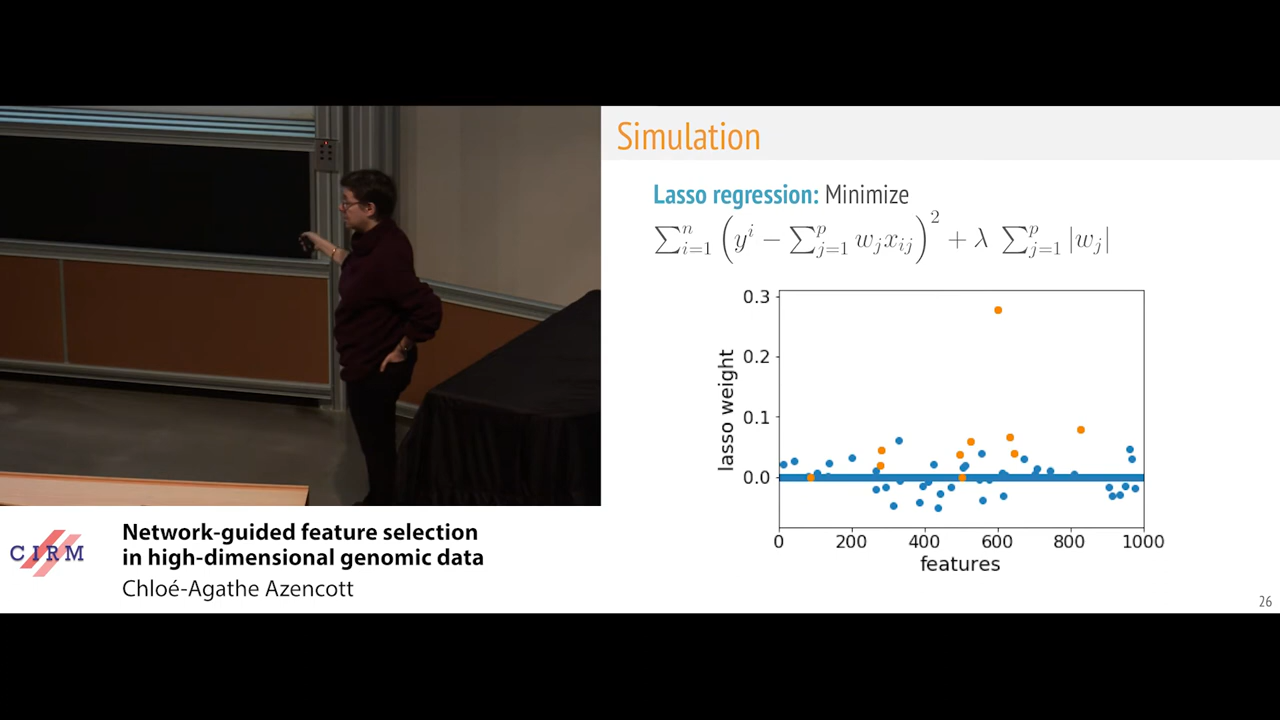 Simulation
Lasso regression: Minimize
∑ⁿᵢ₌₁ (yⁱ − ∑ᵖⱼ₌₁ wⱼxᵢⱼ)² + λ ∑ᵖⱼ₌₁ |wⱼ|
0.3
0.2
0.1
0.0
lasso weight
0 200 400 600 800 1000
features
26
CIRM
Network-guided feature selection
in high-dimensional genomic data
Chloé-Agathe Azencott